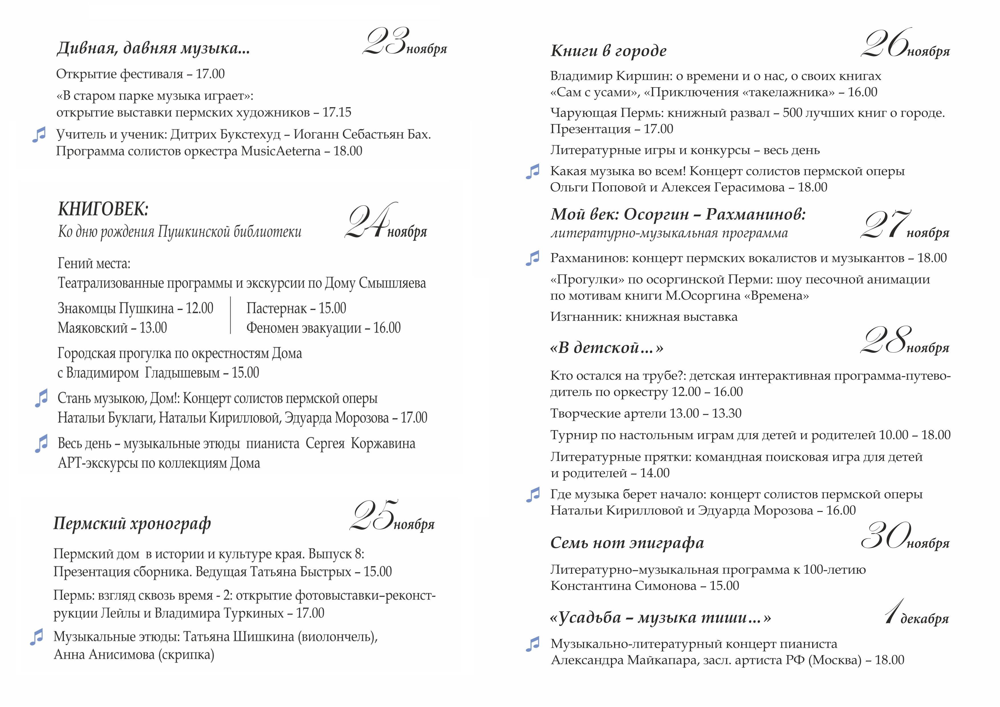 Дивная, давняя музыка...
23 ноября
Открытие фестиваля – 17.00
«В старом парке музыка играет»:
открытие выставки пермских художников – 17.15
Учитель и ученик: Дитрих Букстехуд – Иоганн Себастьян Бах.
Программа солистов оркестра MusicAeterna – 18.00
КНИГОВЕК:
Ко дню рождения Пушкинской библиотеки
24 ноября
Гений места:
Театрализованные программы и экскурсии по Дому Смышляева
Знакомцы Пушкина – 12.00
Маяковский – 13.00
Пастернак – 15.00
Феномен эвакуации – 16.00
Городская прогулка по окрестностям Дома
с Владимиром Гладышевым – 15.00
Стань музыкою, Дом!: Концерт солистов пермской оперы
Натальи Буклаги, Натальи Кирилловой, Эдуарда Морозова – 17.00
Весь день – музыкальные этюды пианиста Сергея Коржавина
АРТ-экскурсы по коллекциям Дома
Пермский хронограф
25 ноября
Пермский дом в истории и культуре края. Выпуск 8:
Презентация сборника. Ведущая Татьяна Быстрых – 15.00
Пермь: взгляд сквозь время - 2: открытие фотовыставки–реконст-
рукции Лейлы и Владимира Туркиных – 17.00
Музыкальные этюды: Татьяна Шишкина (виолончель),
Анна Анисимова (скрипка)
Книги в городе
26 ноября
Владимир Киршин: о времени и о нас, о своих книгах
«Сам с усами», «Приключения «такелажника» – 16.00
Чарующая Пермь: книжный развал – 500 лучших книг о городе.
Презентация – 17.00
Литературные игры и конкурсы – весь день
Какая музыка во всем! Концерт солистов пермской оперы
Ольги Поповой и Алексея Герасимова – 18.00
Мой век: Осоргин – Рахманинов:
литературно-музыкальная программа
27 ноября
Рахманинов: концерт пермских вокалистов и музыкантов – 18.00
«Прогулки» по осоргинской Перми: шоу песочной анимации
по мотивам книги М.Осоргина «Времена»
Изгнанник: книжная выставка
«В детской...»
28 ноября
Кто остался на трубе?: детская интерактивная программа-путево-
дитель по оркестру 12.00 – 16.00
Творческие артели 13.00 – 13.30
Турнир по настольным играм для детей и родителей 10.00 – 18.00
Литературные прятки: командная поисковая игра для детей
и родителей – 14.00
Где музыка берет начало: концерт солистов пермской оперы
Натальи Кирилловой и Эдуарда Морозова – 16.00
Семь нот эпиграфа
30 ноября
Литературно–музыкальная программа к 100-летию
Константина Симонова – 15.00
«Усадьба – музыка тиши...»
1 декабря
Музыкально-литературный концерт пианиста
Александра Майкапара, засл. артиста РФ (Москва) – 18.00